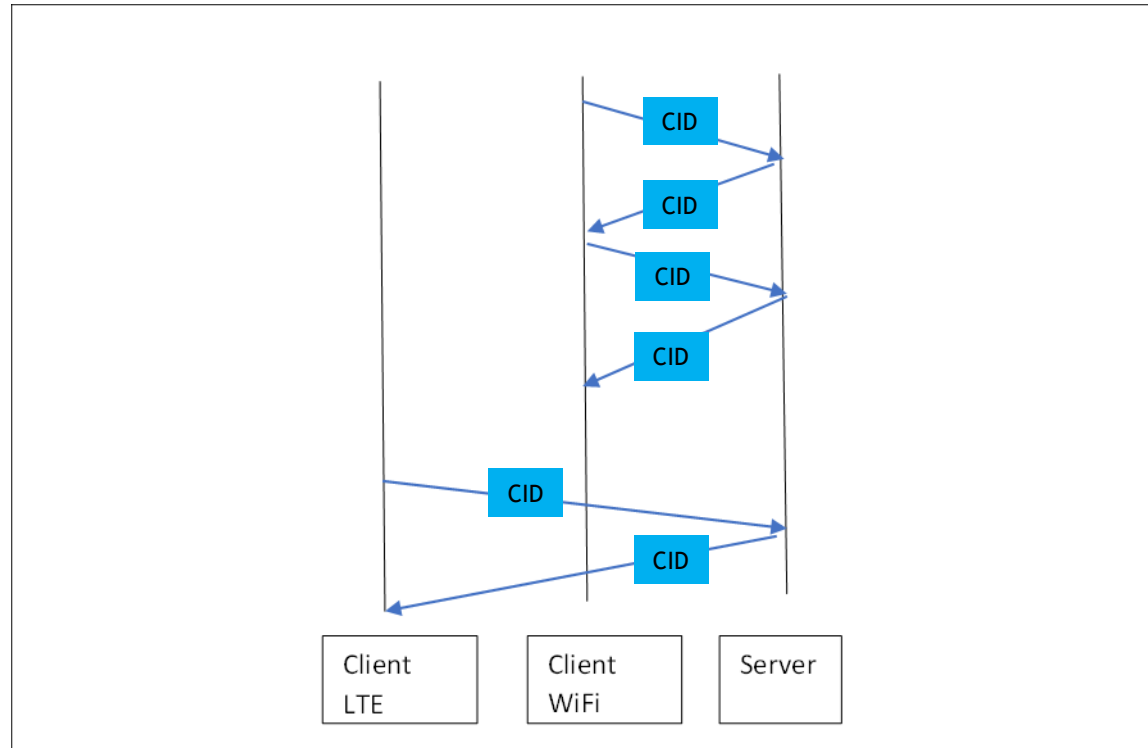 CID
CID
CID
CID
CID
CID
Client
LTE
Client
WiFi
Server